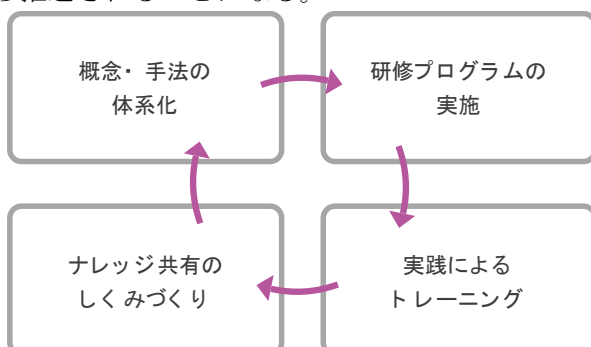 概念・手法の
体系化
研修プログラムの
実施
ナレッジ共有の
しくみづくり
実践による
トレーニング